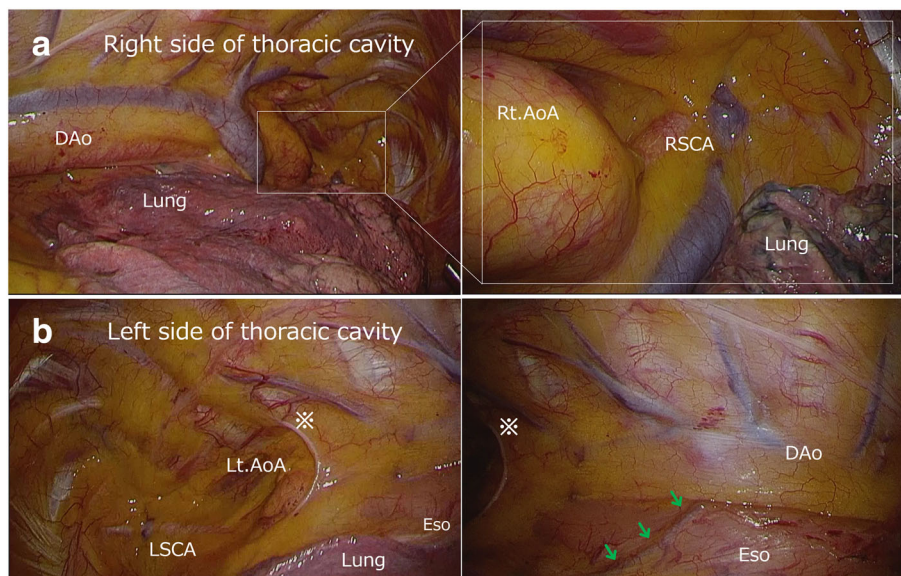 a
Right side of thoracic cavity
DAo
Lung
Rt.AoA
RSCA
Lung
b
Left side of thoracic cavity
※
Lt.AoA
LSCA
Eso
Lung
※
DAo
Eso